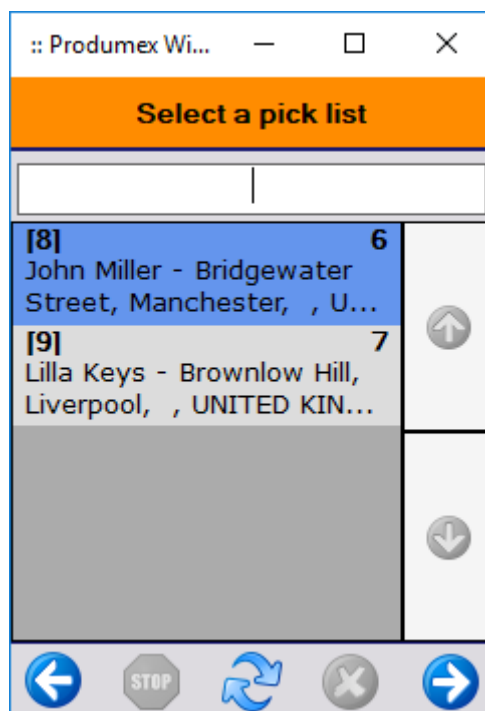 :: Produmex Wi...
Select a pick list
[8] 6
John Miller - Bridgewater
Street, Manchester, , U...
[9] 7
Lilla Keys - Brownlow Hill,
Liverpool, , UNITED KIN...
STOP